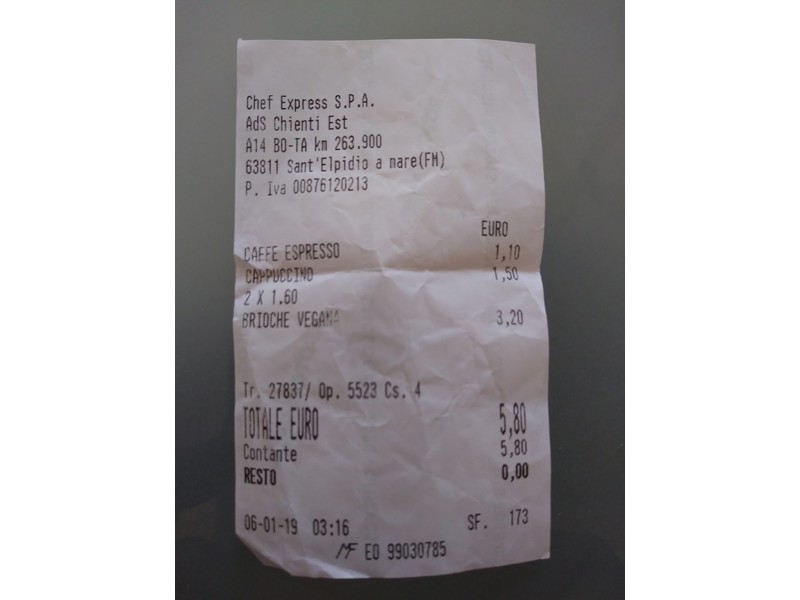 Chef Express S.P.A.
AdS Chienti Est
A14 BO-TA km 263.900
63811 Sant'Elpidio a mare(FM)
P. Iva 00876120213
EURO
CAFFE ESPRESSO 1,10
CAPPUCCINO 1,50
2 X 1.60
BRIOCHE VEGANA 3,20
Tr. 27837/ Op. 5523 Cs. 4
TOTALE EURO 5,80
Contante 5,80
RESTO 0,00
06-01-19 03:16 SF. 173
MF EO 99030785